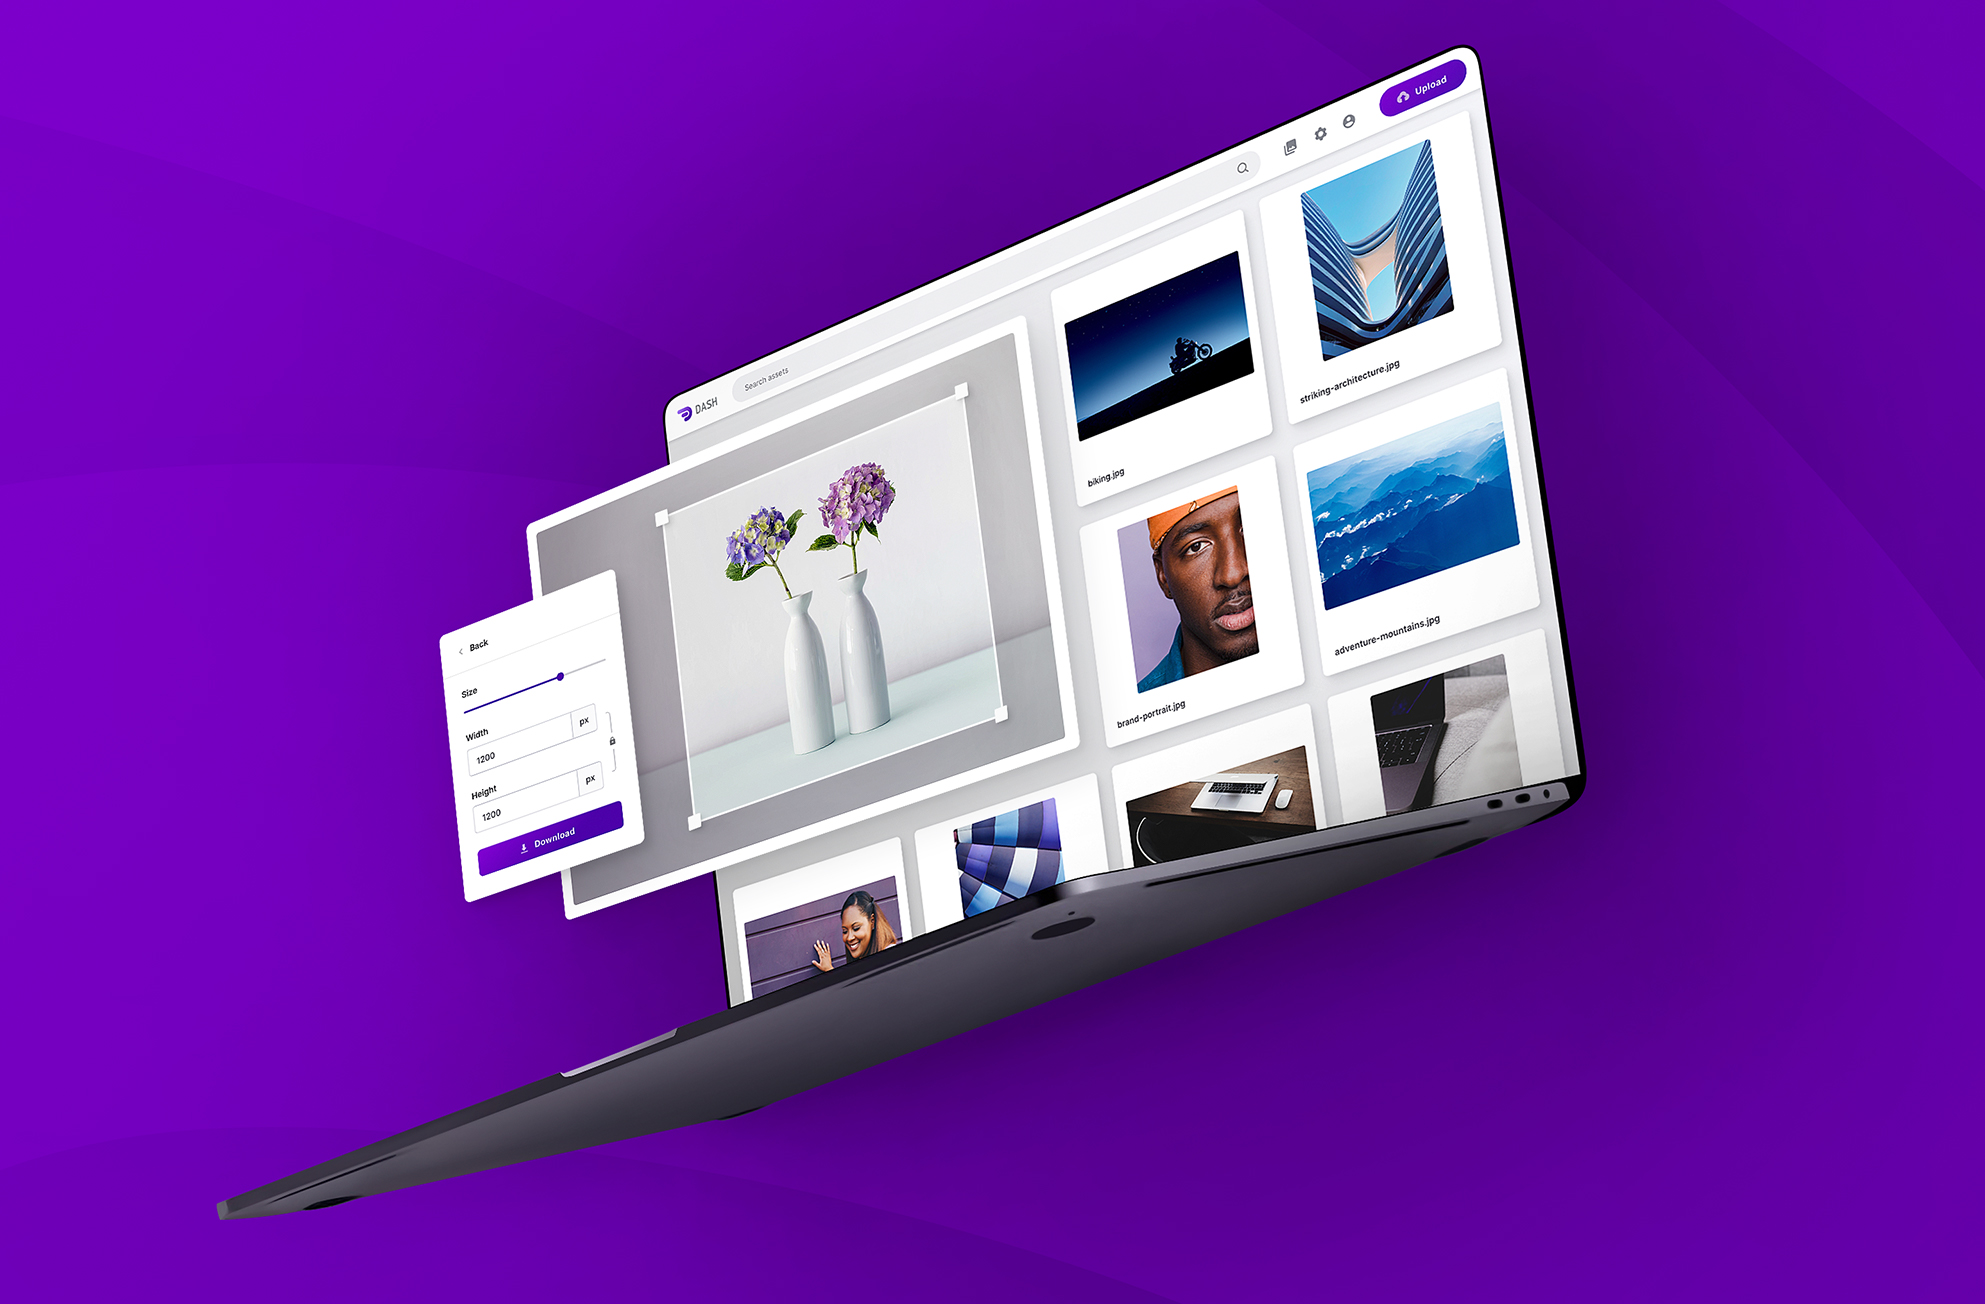 Upload
DASH
Search assets
striking-architecture.jpg
biking.jpg
adventure-mountains.jpg
brand-portrait.jpg
Back
Size
Width
1200
px
Height
1200
px
Download